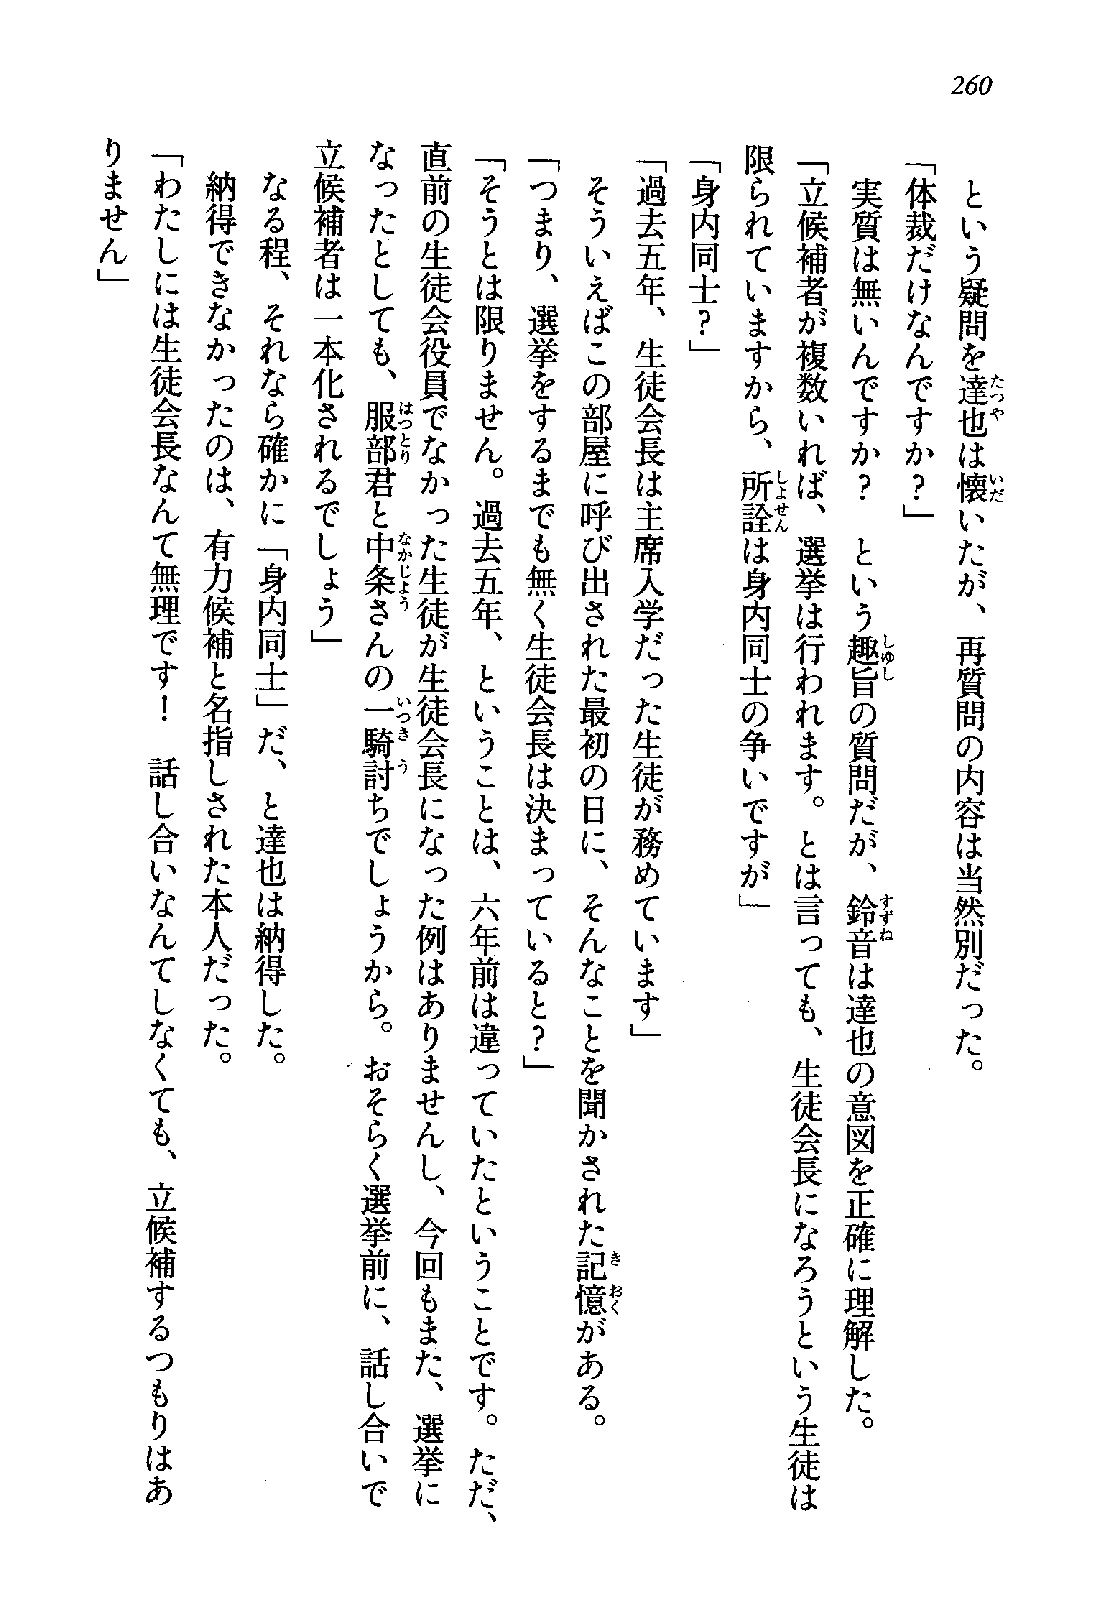 260
という疑問を達也は懐いたが、再質問の内容は当然別だった。
「体裁だけなんですか？」
実質は無いんですか？　という趣旨の質問だが、鈴音は達也の意図を正確に理解した。
「立候補者が複数いれば、選挙は行われます。とは言っても、生徒会長になろうという生徒は
限られていますから、所詮は身内同士の争いですが」
「身内同士？」
「過去五年、生徒会長は主席入学だった生徒が務めています」
そういえばこの部屋に呼び出された最初の日に、そんなことを聞かされた記憶がある。
「つまり、選挙をするまでも無く生徒会長は決まっていると？」
「そうとは限りません。過去五年、ということは、六年前は違っていたということです。ただ、
直前の生徒会役員でなかった生徒が生徒会長になった例はありませんし、今回もまた、選挙に
なったとしても、服部君と中条さんの一騎討ちでしょうから。おそらく選挙前に、話し合いで
立候補者は一本化されるでしょう」
なる程、それなら確かに「身内同士」だ、と達也は納得した。
納得できなかったのは、有力候補と名指しされた本人だった。
「わたしには生徒会長なんて無理です！　話し合いなんてしなくても、立候補するつもりはあ
りません」